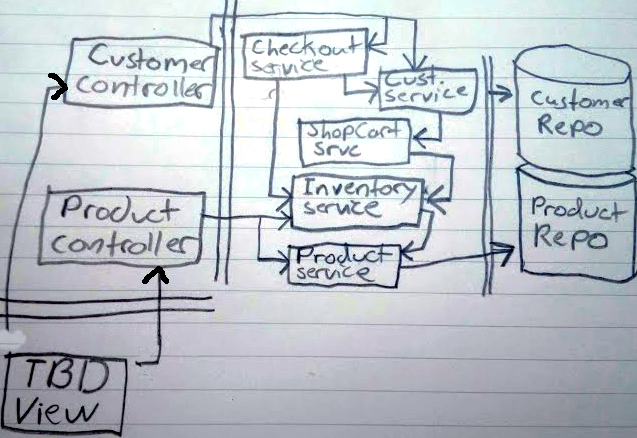 Customer
Controller
Checkout
service
Cust.
service
Customer
Repo
ShopCart
srvc
Product
controller
Inventory
service
Product
Repo
Product
service
TBD
View